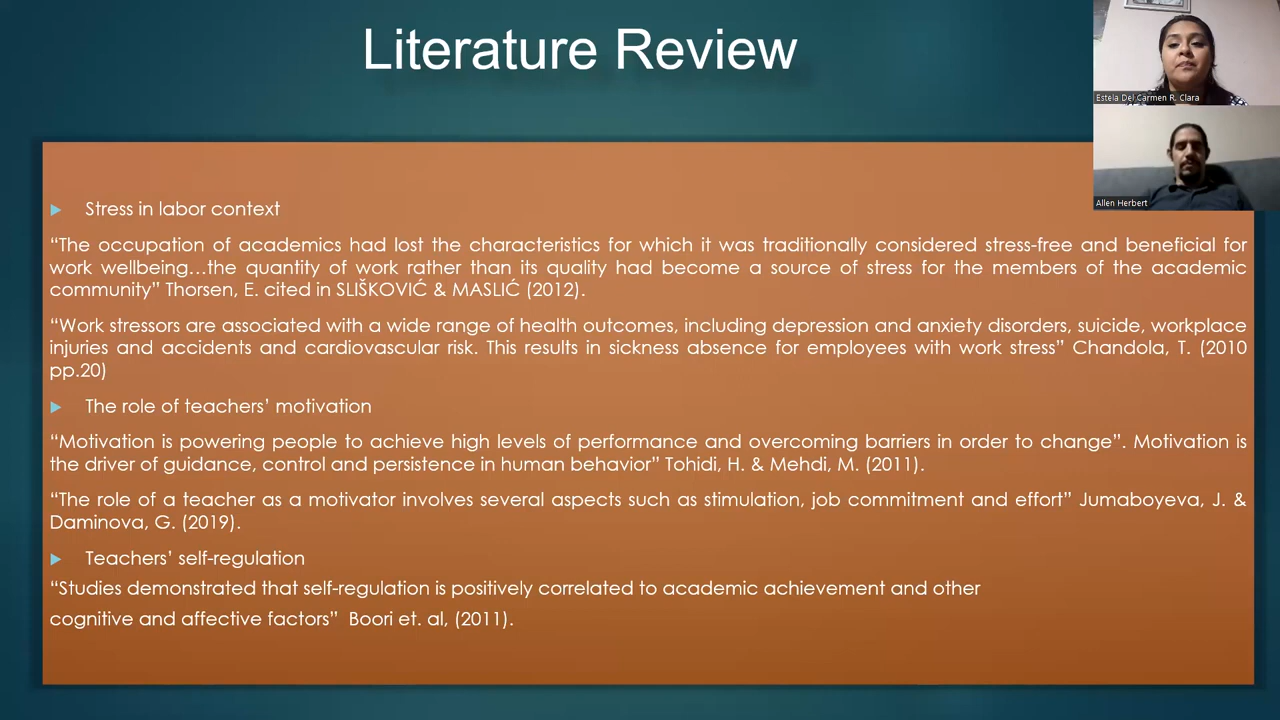 Literature Review
Estela Del Carmen R. Clara
Allen Herbert
Stress in labor context
“The occupation of academics had lost the characteristics for which it was traditionally considered stress-free and beneficial for
work wellbeing…the quantity of work rather than its quality had become a source of stress for the members of the academic
community” Thorsen, E. cited in SLIŠKOVIĆ & MASLIĆ (2012).
“Work stressors are associated with a wide range of health outcomes, including depression and anxiety disorders, suicide, workplace
injuries and accidents and cardiovascular risk. This results in sickness absence for employees with work stress” Chandola, T. (2010
pp.20)
The role of teachers’ motivation
“Motivation is powering people to achieve high levels of performance and overcoming barriers in order to change”. Motivation is
the driver of guidance, control and persistence in human behavior” Tohidi, H. & Mehdi, M. (2011).
“The role of a teacher as a motivator involves several aspects such as stimulation, job commitment and effort” Jumaboyeva, J. &
Daminova, G. (2019).
Teachers’ self-regulation
“Studies demonstrated that self-regulation is positively correlated to academic achievement and other
cognitive and affective factors” Boori et. al, (2011).